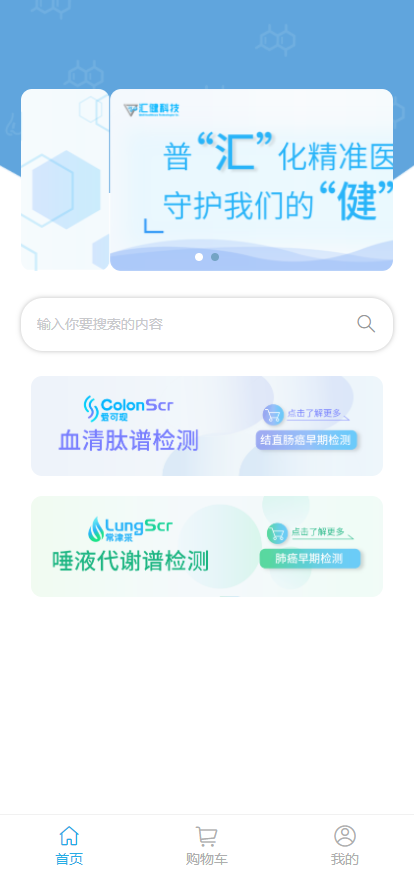 汇健科技
普“汇”化精准医
守护我们的“健”
输入你要搜索的内容
ColonScr
爱可现
血清肽谱检测
点击了解更多
结直肠癌早期检测
LungScr
常津采
唾液代谢谱检测
点击了解更多
肺癌早期检测
首页
购物车
我的